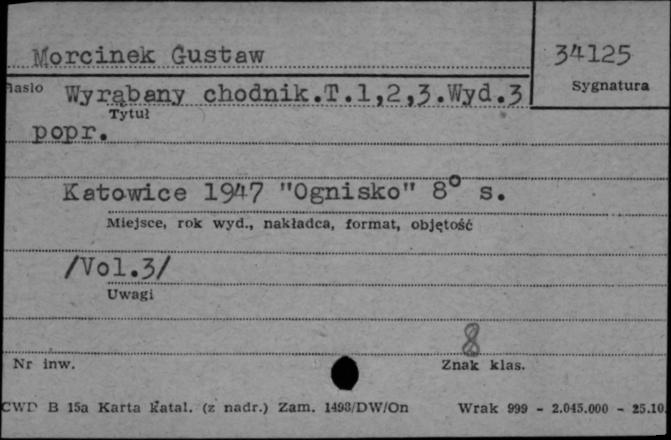 Morcinek Gustaw
34125
Hasło
Sygnatura
Wyrąbany chodnik.T.1,2,3.Wyd.3
Tytuł
popr.
Katowice 1947 "Ognisko" 8° s.
Miejsce, rok wyd., nakładca, format, objętość
/Vol.3/
Uwagi
8
Nr inw.
Znak klas.
CWD B 15a Karta katal. (z nadr.) Zam. 1498/DW/On Wrak 999 - 2.045.000 - 25.10.